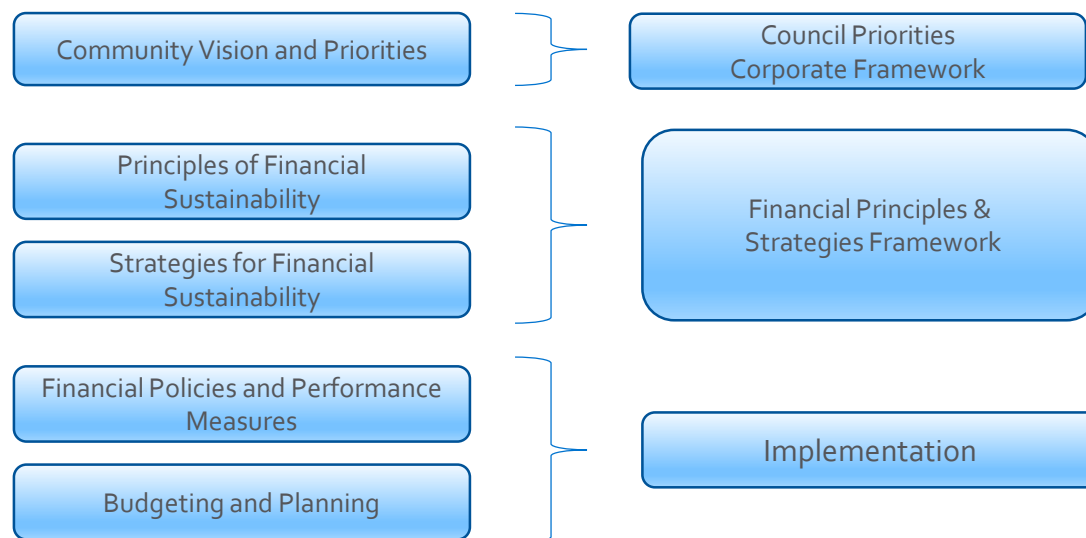 Community Vision and Priorities
Council Priorities
Corporate Framework
Principles of Financial
Sustainability
Strategies for Financial
Sustainability
Financial Principles &
Strategies Framework
Financial Policies and Performance
Measures
Budgeting and Planning
Implementation